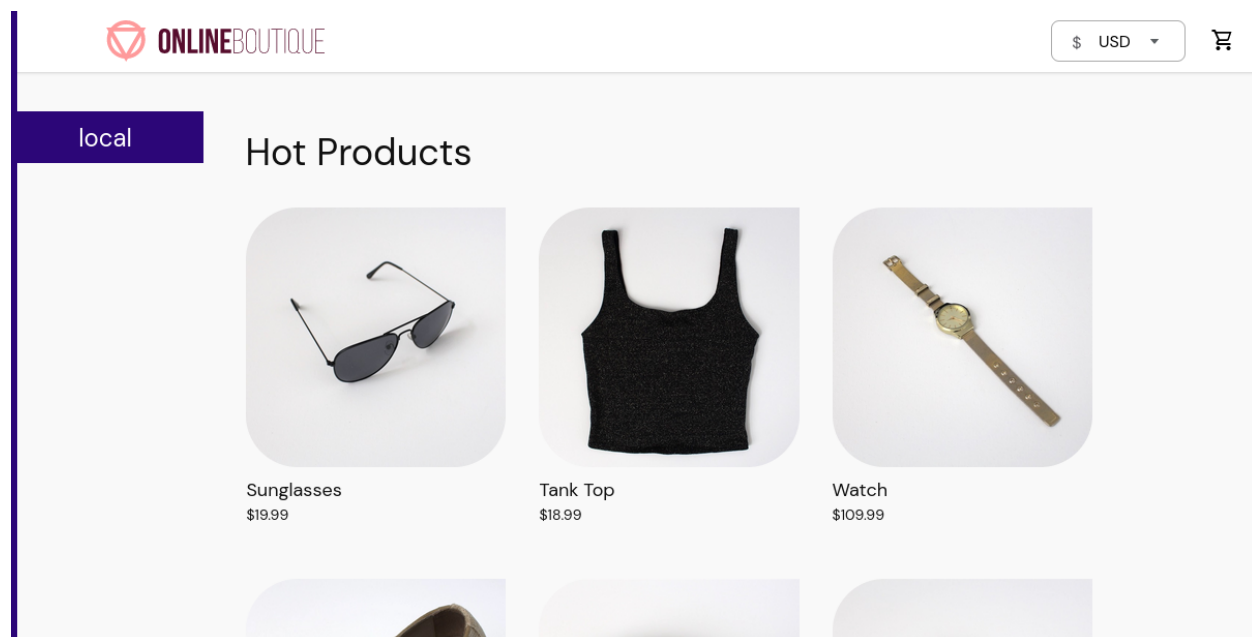 ONLINEBOUTIQUE
$ USD
local
Hot Products
Sunglasses
$19.99
Tank Top
$18.99
Watch
$109.99